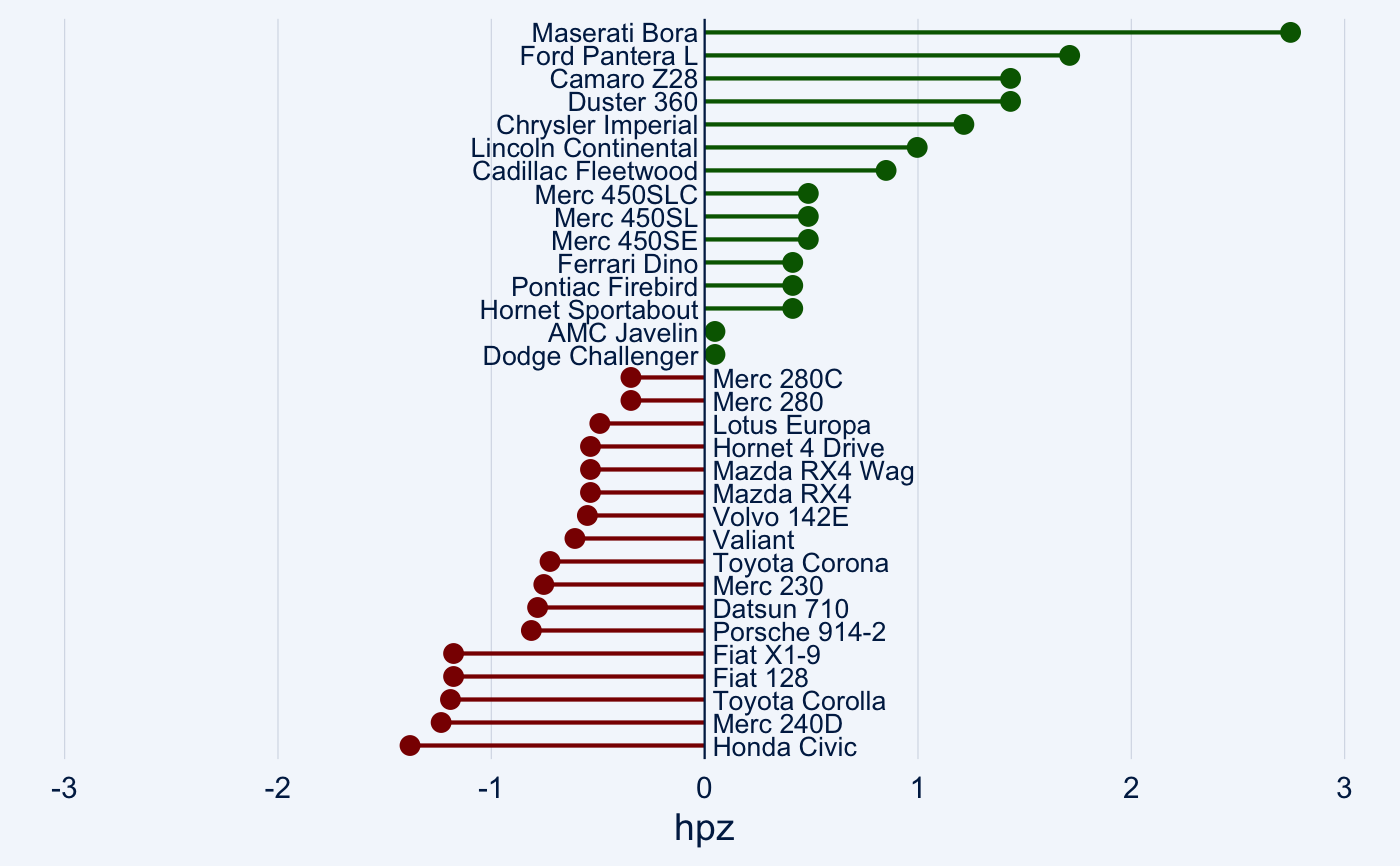 Maserati Bora
Ford Pantera L
Camaro Z28
Duster 360
Chrysler Imperial
Lincoln Continental
Cadillac Fleetwood
Merc 450SLC
Merc 450SL
Merc 450SE
Ferrari Dino
Pontiac Firebird
Hornet Sportabout
AMC Javelin
Dodge Challenger
Merc 280C
Merc 280
Lotus Europa
Hornet 4 Drive
Mazda RX4 Wag
Mazda RX4
Volvo 142E
Valiant
Toyota Corona
Merc 230
Datsun 710
Porsche 914-2
Fiat X1-9
Fiat 128
Toyota Corolla
Merc 240D
Honda Civic
-3 -2 -1 0 1 2 3
hpz